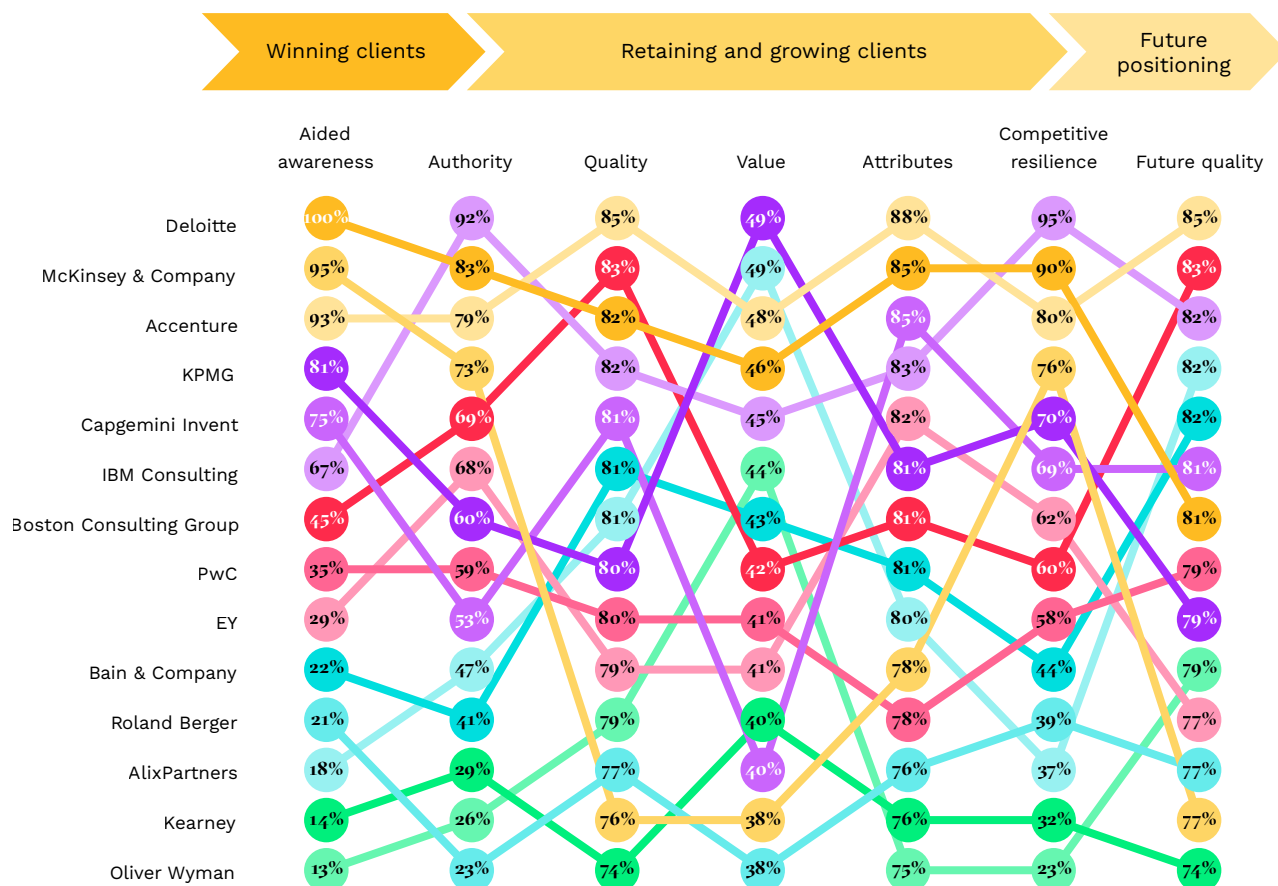 Winning clients
Retaining and growing clients
Future
positioning
Aided
awareness
Authority
Quality
Value
Attributes
Competitive
resilience
Future quality
Deloitte 100% 92% 85% 49% 88% 95% 85%
McKinsey & Company 95% 83% 83% 49% 85% 90% 83%
Accenture 93% 79% 82% 48% 85% 80% 82%
KPMG 81% 73% 82% 46% 83% 76% 82%
Capgemini Invent 75% 69% 81% 45% 82% 70% 82%
IBM Consulting 67% 68% 81% 44% 81% 69% 81%
Boston Consulting Group 45% 60% 81% 43% 81% 62% 81%
PwC 35% 59% 80% 42% 81% 60% 79%
EY 29% 53% 80% 41% 80% 58% 79%
Bain & Company 22% 47% 79% 41% 78% 44% 79%
Roland Berger 21% 41% 79% 40% 78% 39% 77%
AlixPartners 18% 29% 77% 40% 76% 37% 77%
Kearney 14% 26% 76% 38% 76% 32% 77%
Oliver Wyman 13% 23% 74% 38% 75% 23% 74%